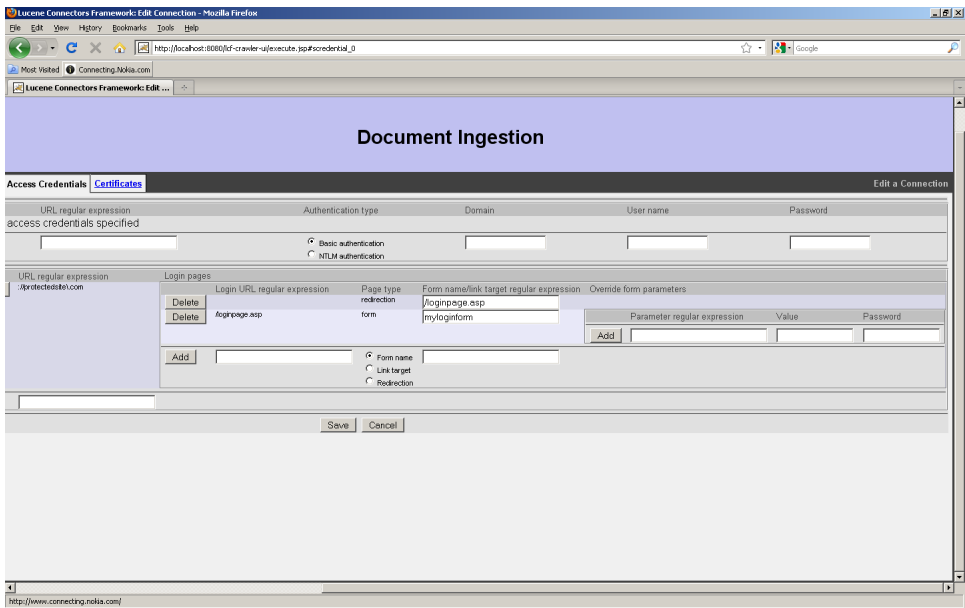 Lucene Connectors Framework: Edit Connection - Mozilla Firefox
File Edit View History Bookmarks Tools Help
http://localhost:8080/lcf-crawler-ui/execute.jsp#scredential_0
Google
Most Visited Connecting.Nokia.com
Lucene Connectors Framework: Edit ...
Document Ingestion
Access Credentials Certificates Edit a Connection
URL regular expression Authentication type Domain User name Password
access credentials specified
Basic authentication
NTLM authentication
URL regular expression Login pages
://protectedsite\.com
Login URL regular expression Page type Form name/link target regular expression Override form parameters
Delete redirection /loginpage.asp
Delete /loginpage.asp form myloginform
Parameter regular expression Value Password
Add
Add Form name
Link target
Redirection
Save Cancel
http://www.connecting.nokia.com/